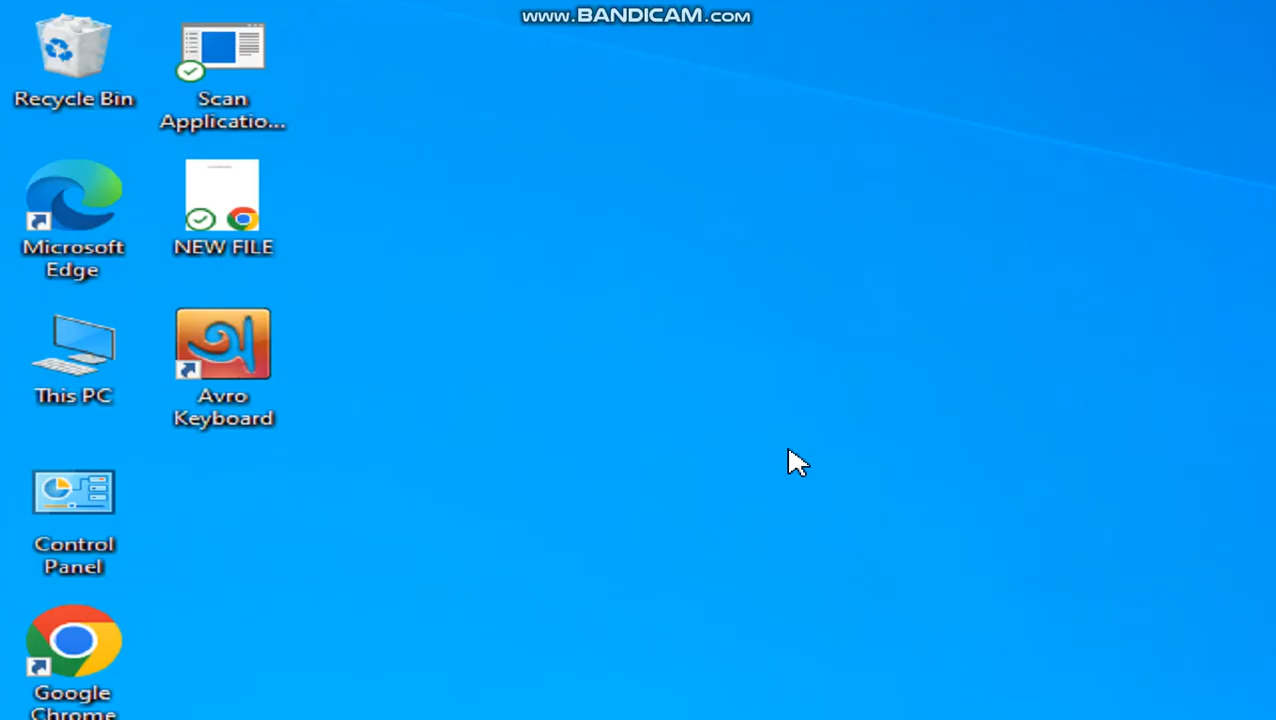 www.BANDICAM.com
Recycle Bin
Scan
Applicatio...
Microsoft
Edge
NEW FILE
This PC
অ
Avro
Keyboard
Control
Panel
Google
Chrome